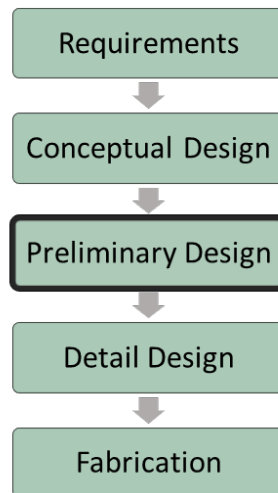 Requirements
Conceptual Design
Preliminary Design
Detail Design
Fabrication